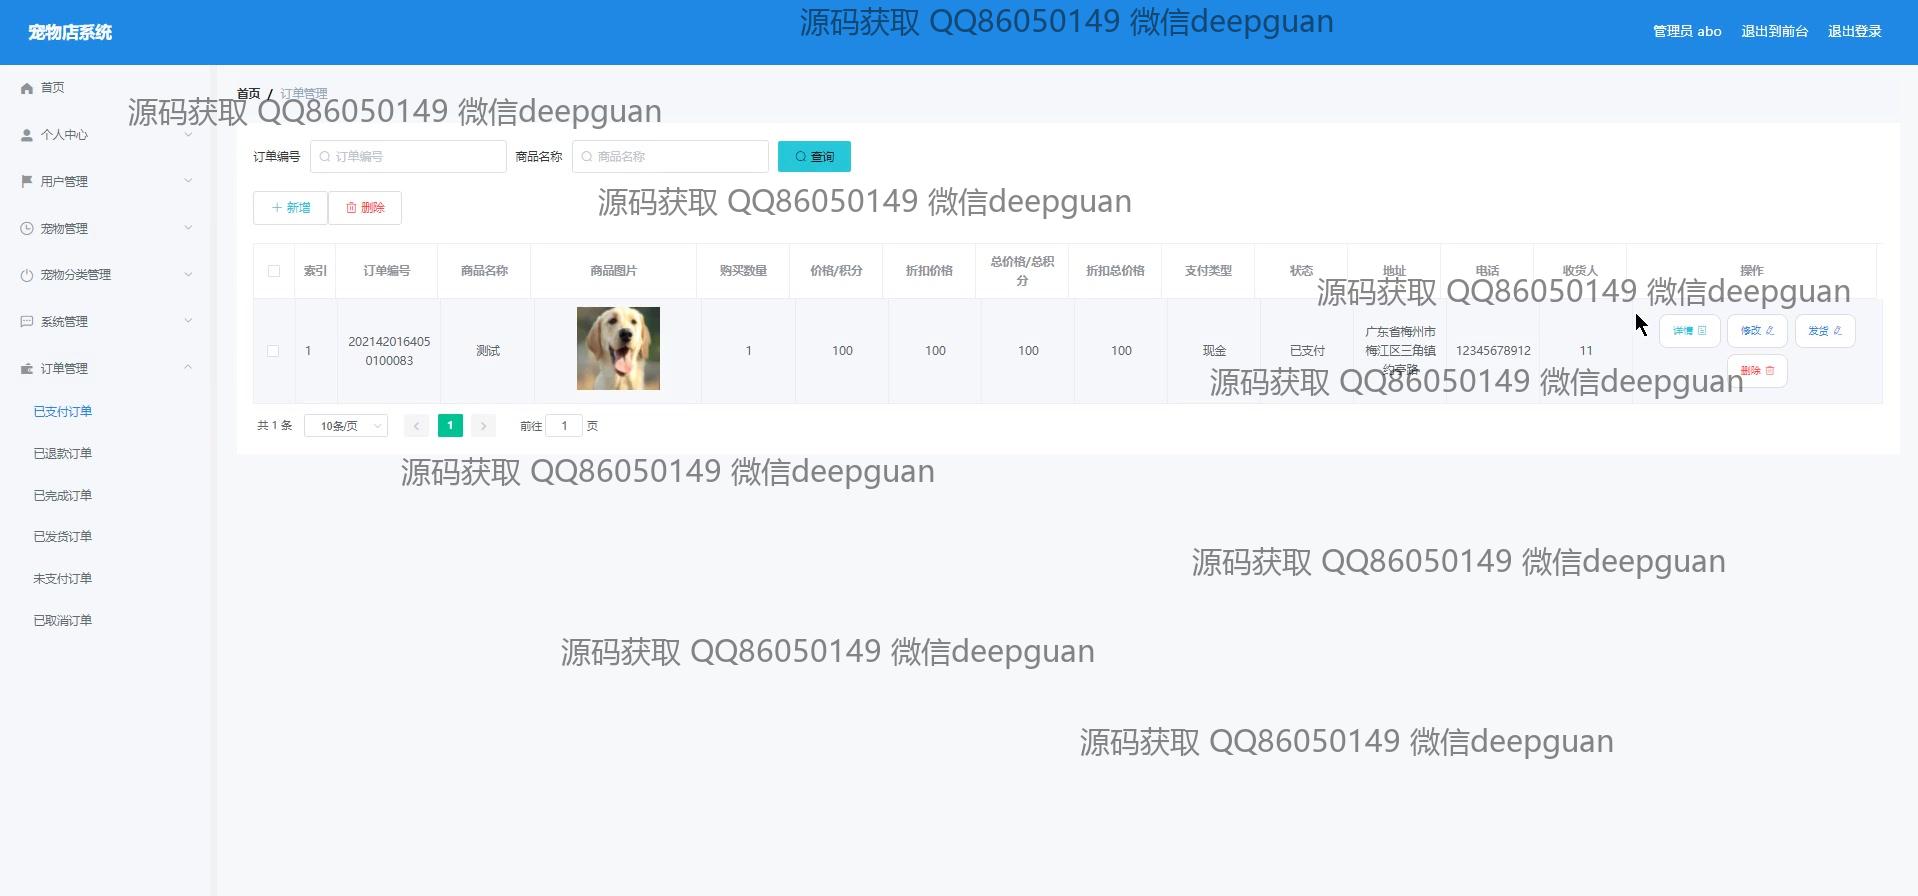 宠物店系统
源码获取 QQ86050149 微信deepguan
管理员 abo 退出到前台 退出登录
首页
个人中心
用户管理
宠物管理
宠物分类管理
系统管理
订单管理
已支付订单
已退款订单
已完成订单
已发货订单
未支付订单
已取消订单
首页 / 订单管理
源码获取 QQ86050149 微信deepguan
订单编号 订单编号 商品名称 商品名称 查询
新增 删除
源码获取 QQ86050149 微信deepguan
索引 订单编号 商品名称 商品图片 购买数量 价格/积分 折扣价格 总价格/总积分 折扣总价格 支付类型 状态 地址 电话 收货人 操作
源码获取 QQ86050149 微信deepguan
1 2021420164050100083 测试 1 100 100 100 100 现金 已支付 广东省梅州市梅江区三角镇约亭路 12345678912 11 详情 修改 发货
删除
源码获取 QQ86050149 微信deepguan
共 1 条 10条/页 1 前往 1 页
源码获取 QQ86050149 微信deepguan
源码获取 QQ86050149 微信deepguan
源码获取 QQ86050149 微信deepguan
源码获取 QQ86050149 微信deepguan